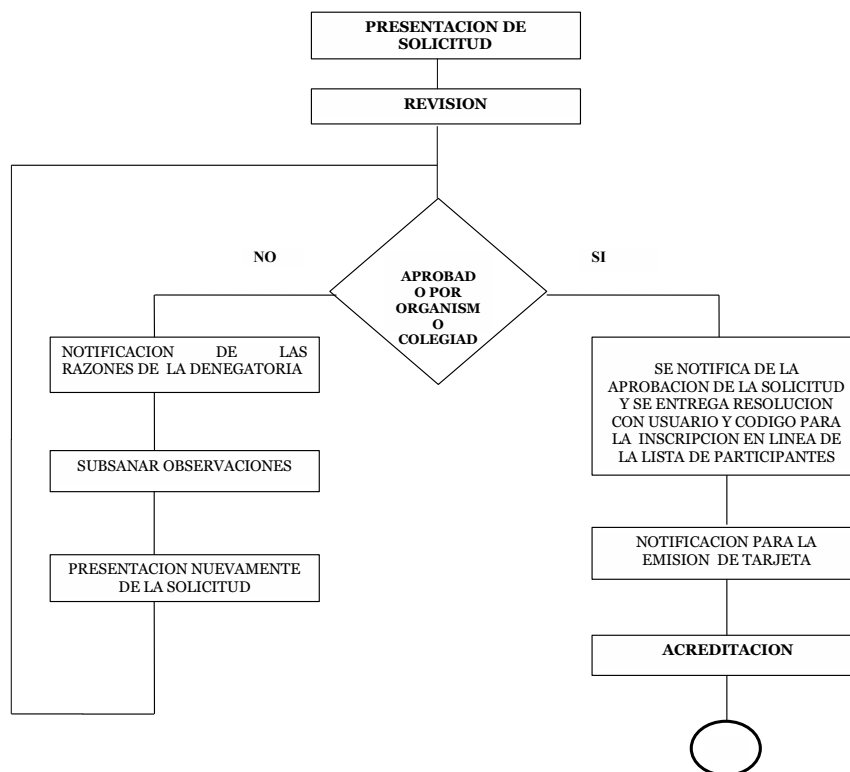 PRESENTACION DE
SOLICITUD
REVISION
NO
SI
APROBAD
O POR
ORGANISM
O
COLEGIAD
NOTIFICACION DE LAS
RAZONES DE LA DENEGATORIA
SUBSANAR OBSERVACIONES
PRESENTACION NUEVAMENTE
DE LA SOLICITUD
SE NOTIFICA DE LA
APROBACION DE LA SOLICITUD
Y SE ENTREGA RESOLUCION
CON USUARIO Y CODIGO PARA
LA INSCRIPCION EN LINEA DE
LA LISTA DE PARTICIPANTES
NOTIFICACION PARA LA
EMISION DE TARJETA
ACREDITACION